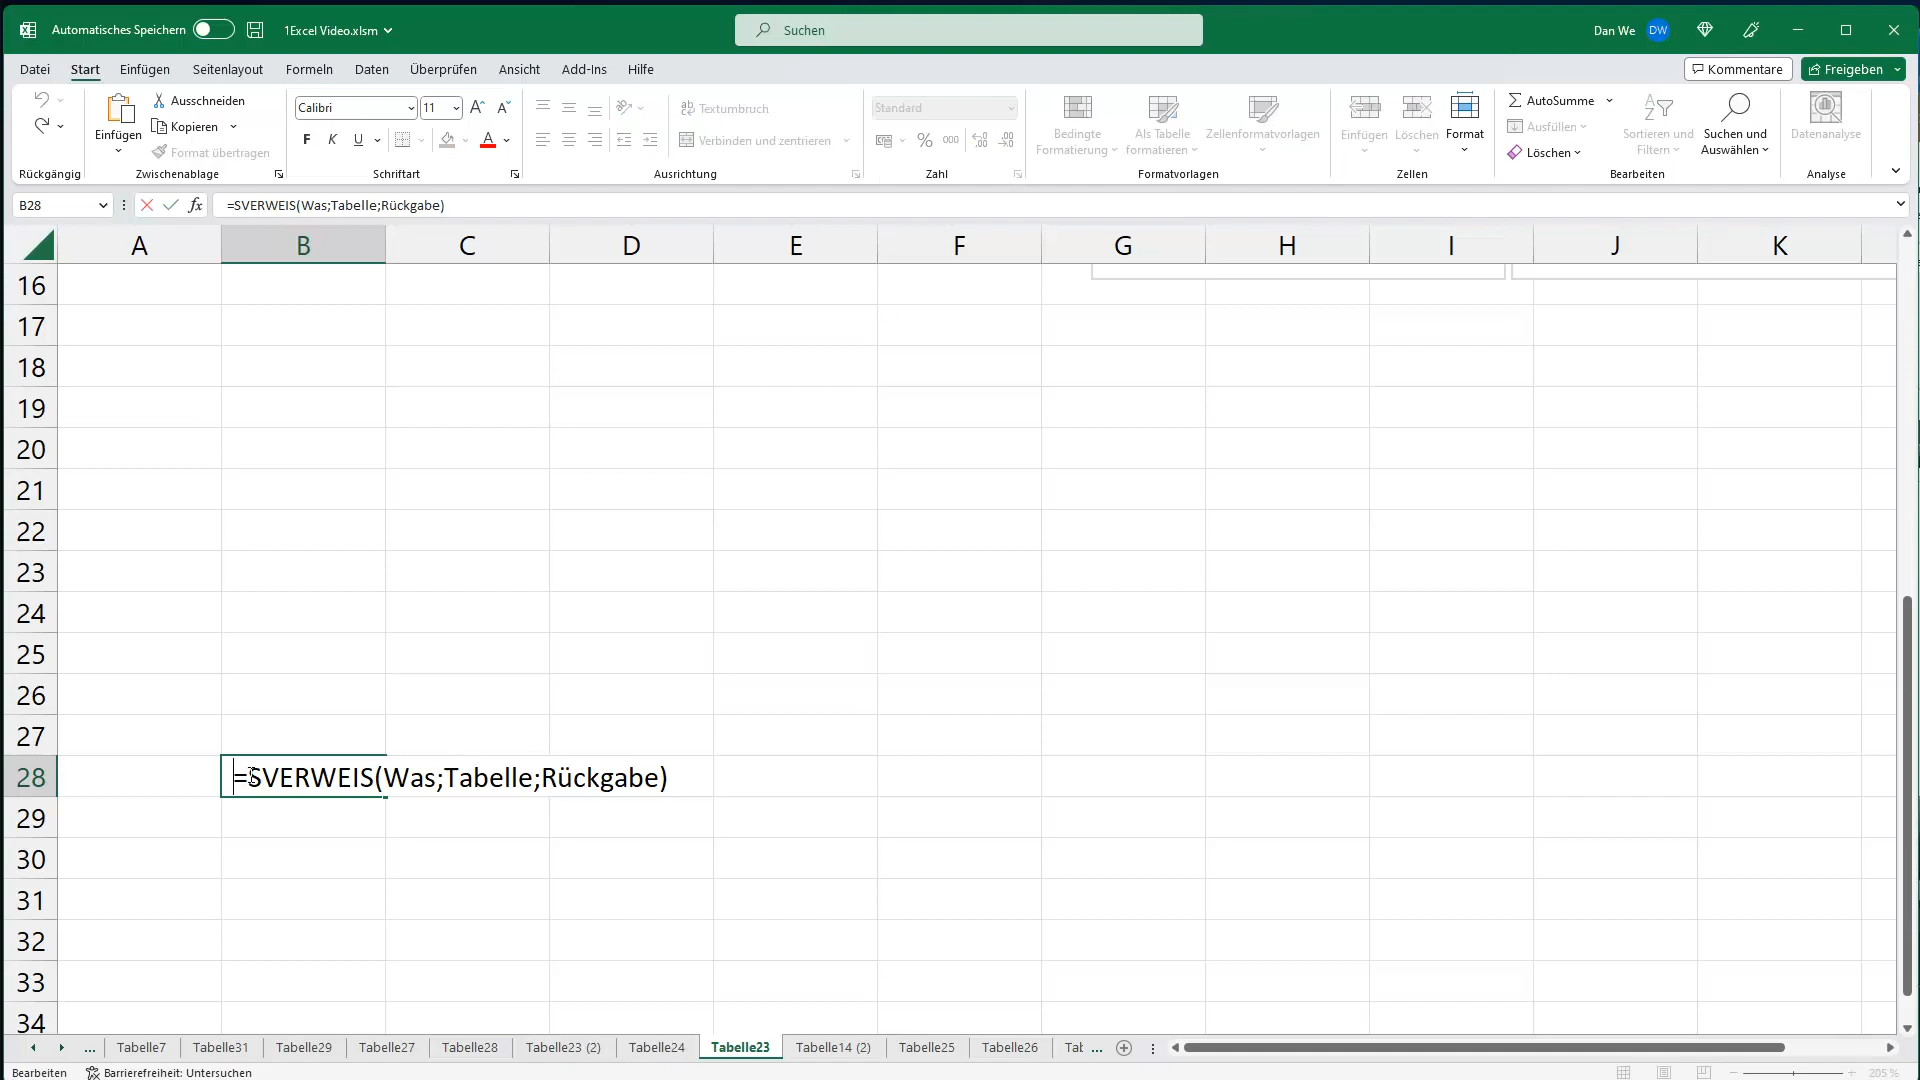 Automatisches Speichern 1Excel Video.xlsm Suchen Dan We DW
Datei Start Einfügen Seitenlayout Formeln Daten Überprüfen Ansicht Add-Ins Hilfe Kommentare Freigeben
Einfügen
Ausschneiden
Kopieren
Format übertragen
Calibri 11
F K U A
Textumbruch
Verbinden und zentrieren
Standard
% 000
Bedingte Formatierung
Als Tabelle formatieren
Zellenformatvorlagen
Einfügen Löschen Format
AutoSumme
Ausfüllen
Löschen
Sortieren und Filtern
Suchen und Auswählen
Datenanalyse
Rückgängig Zwischenablage Schriftart Ausrichtung Zahl Formatvorlagen Zellen Bearbeiten Analyse
B28 fx =SVERWEIS(Was;Tabelle;Rückgabe)
A B C D E F G H I J K
16
17
18
19
20
21
22
23
24
25
26
27
28 =SVERWEIS(Was;Tabelle;Rückgabe)
29
30
31
32
33
34
... Tabelle7 Tabelle31 Tabelle29 Tabelle27 Tabelle28 Tabelle23 (2) Tabelle24 Tabelle23 Tabelle14 (2) Tabelle25 Tabelle26 Tab ...
Bearbeiten Barrierefreiheit: Untersuchen 205 %